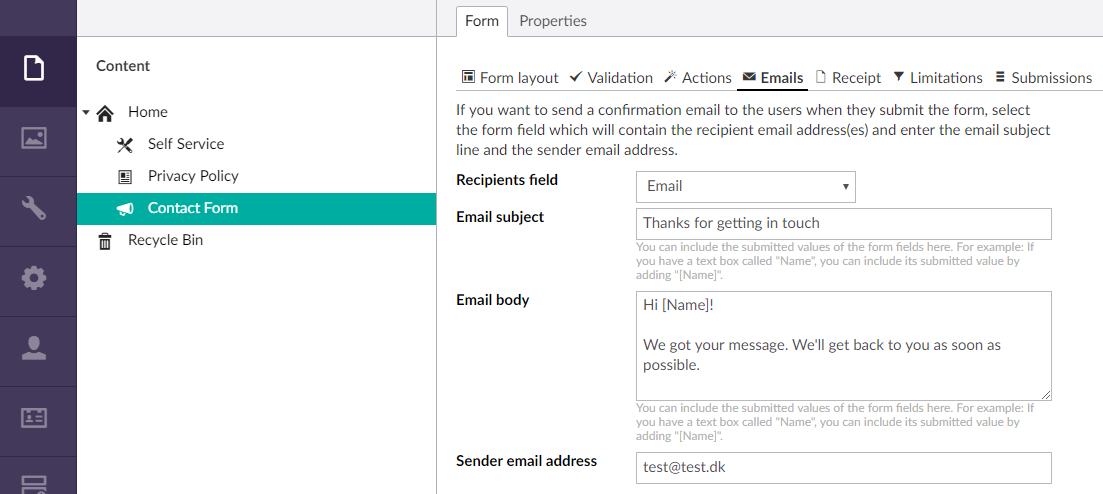 Form Properties
Content
Home
Self Service
Privacy Policy
Contact Form
Recycle Bin
Form layout Validation Actions Emails Receipt Limitations Submissions
If you want to send a confirmation email to the users when they submit the form, select
the form field which will contain the recipient email address(es) and enter the email subject
line and the sender email address.
Recipients field Email
Email subject Thanks for getting in touch
You can include the submitted values of the form fields here. For example: If
you have a text box called "Name", you can include its submitted value by
adding "[Name]".
Email body Hi [Name]!
We got your message. We'll get back to you as soon as
possible.
You can include the submitted values of the form fields here. For example: If
you have a text box called "Name", you can include its submitted value by
adding "[Name]".
Sender email address test@test.dk